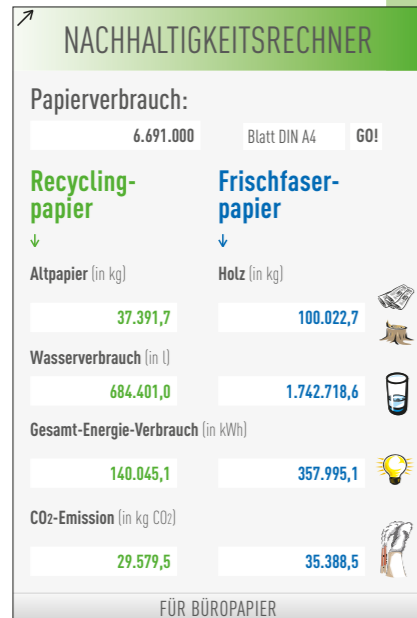 NACHHALTIGKEITSRECHNER
Papierverbrauch:
6.691.000 Blatt DIN A4 GO!
Recycling- Frischfaser-
papier papier
Altpapier (in kg) Holz (in kg)
37.391,7 100.022,7
Wasserverbrauch (in l)
684.401,0 1.742.718,6
Gesamt-Energie-Verbrauch (in kWh)
140.045,1 357.995,1
CO2-Emission (in kg CO2)
29.579,5 35.388,5
FÜR BÜROPAPIER